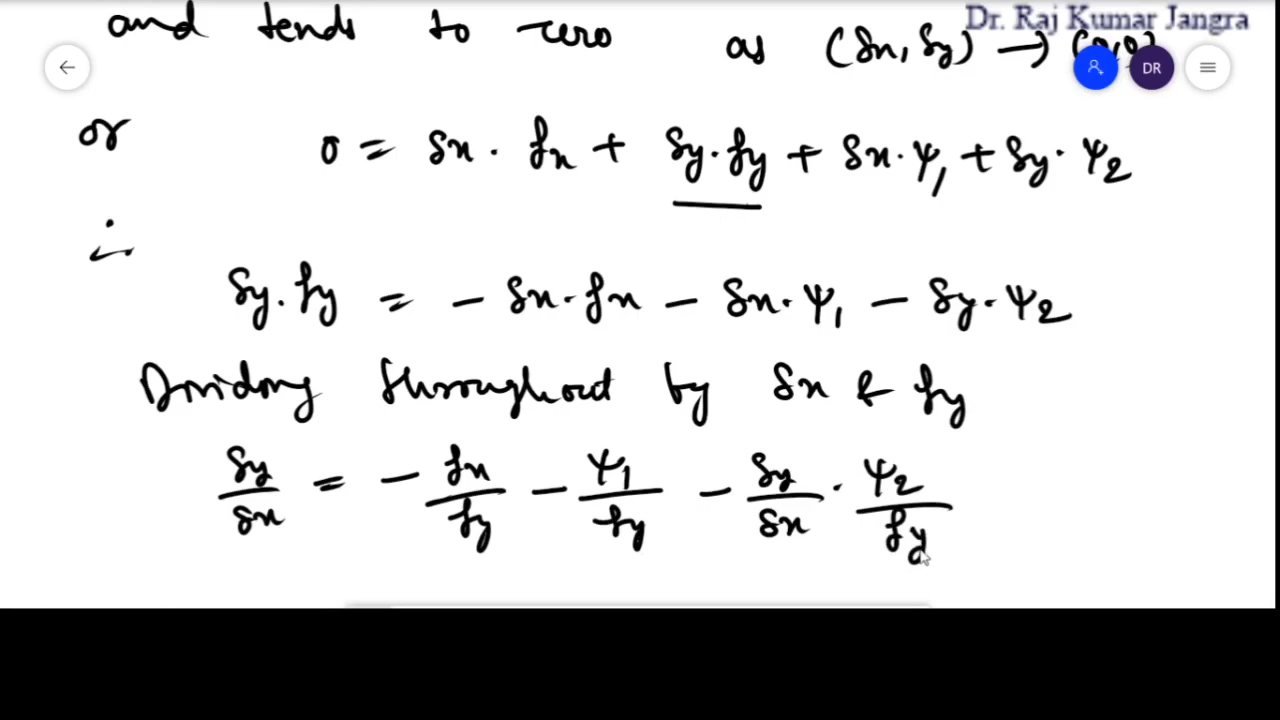 Dr. Raj Kumar Jangra
and tends to zero as (δx, δy) → (0,0)
DR
or 0 = δx · fx + δy · fy + δx · ψ₁ + δy · ψ₂
∴
δy · fy = − δx · fx − δx · ψ₁ − δy · ψ₂
Dividing throughout by δx & fy
δy/δx = − fx/fy − ψ₁/fy − δy/δx · ψ₂/fy